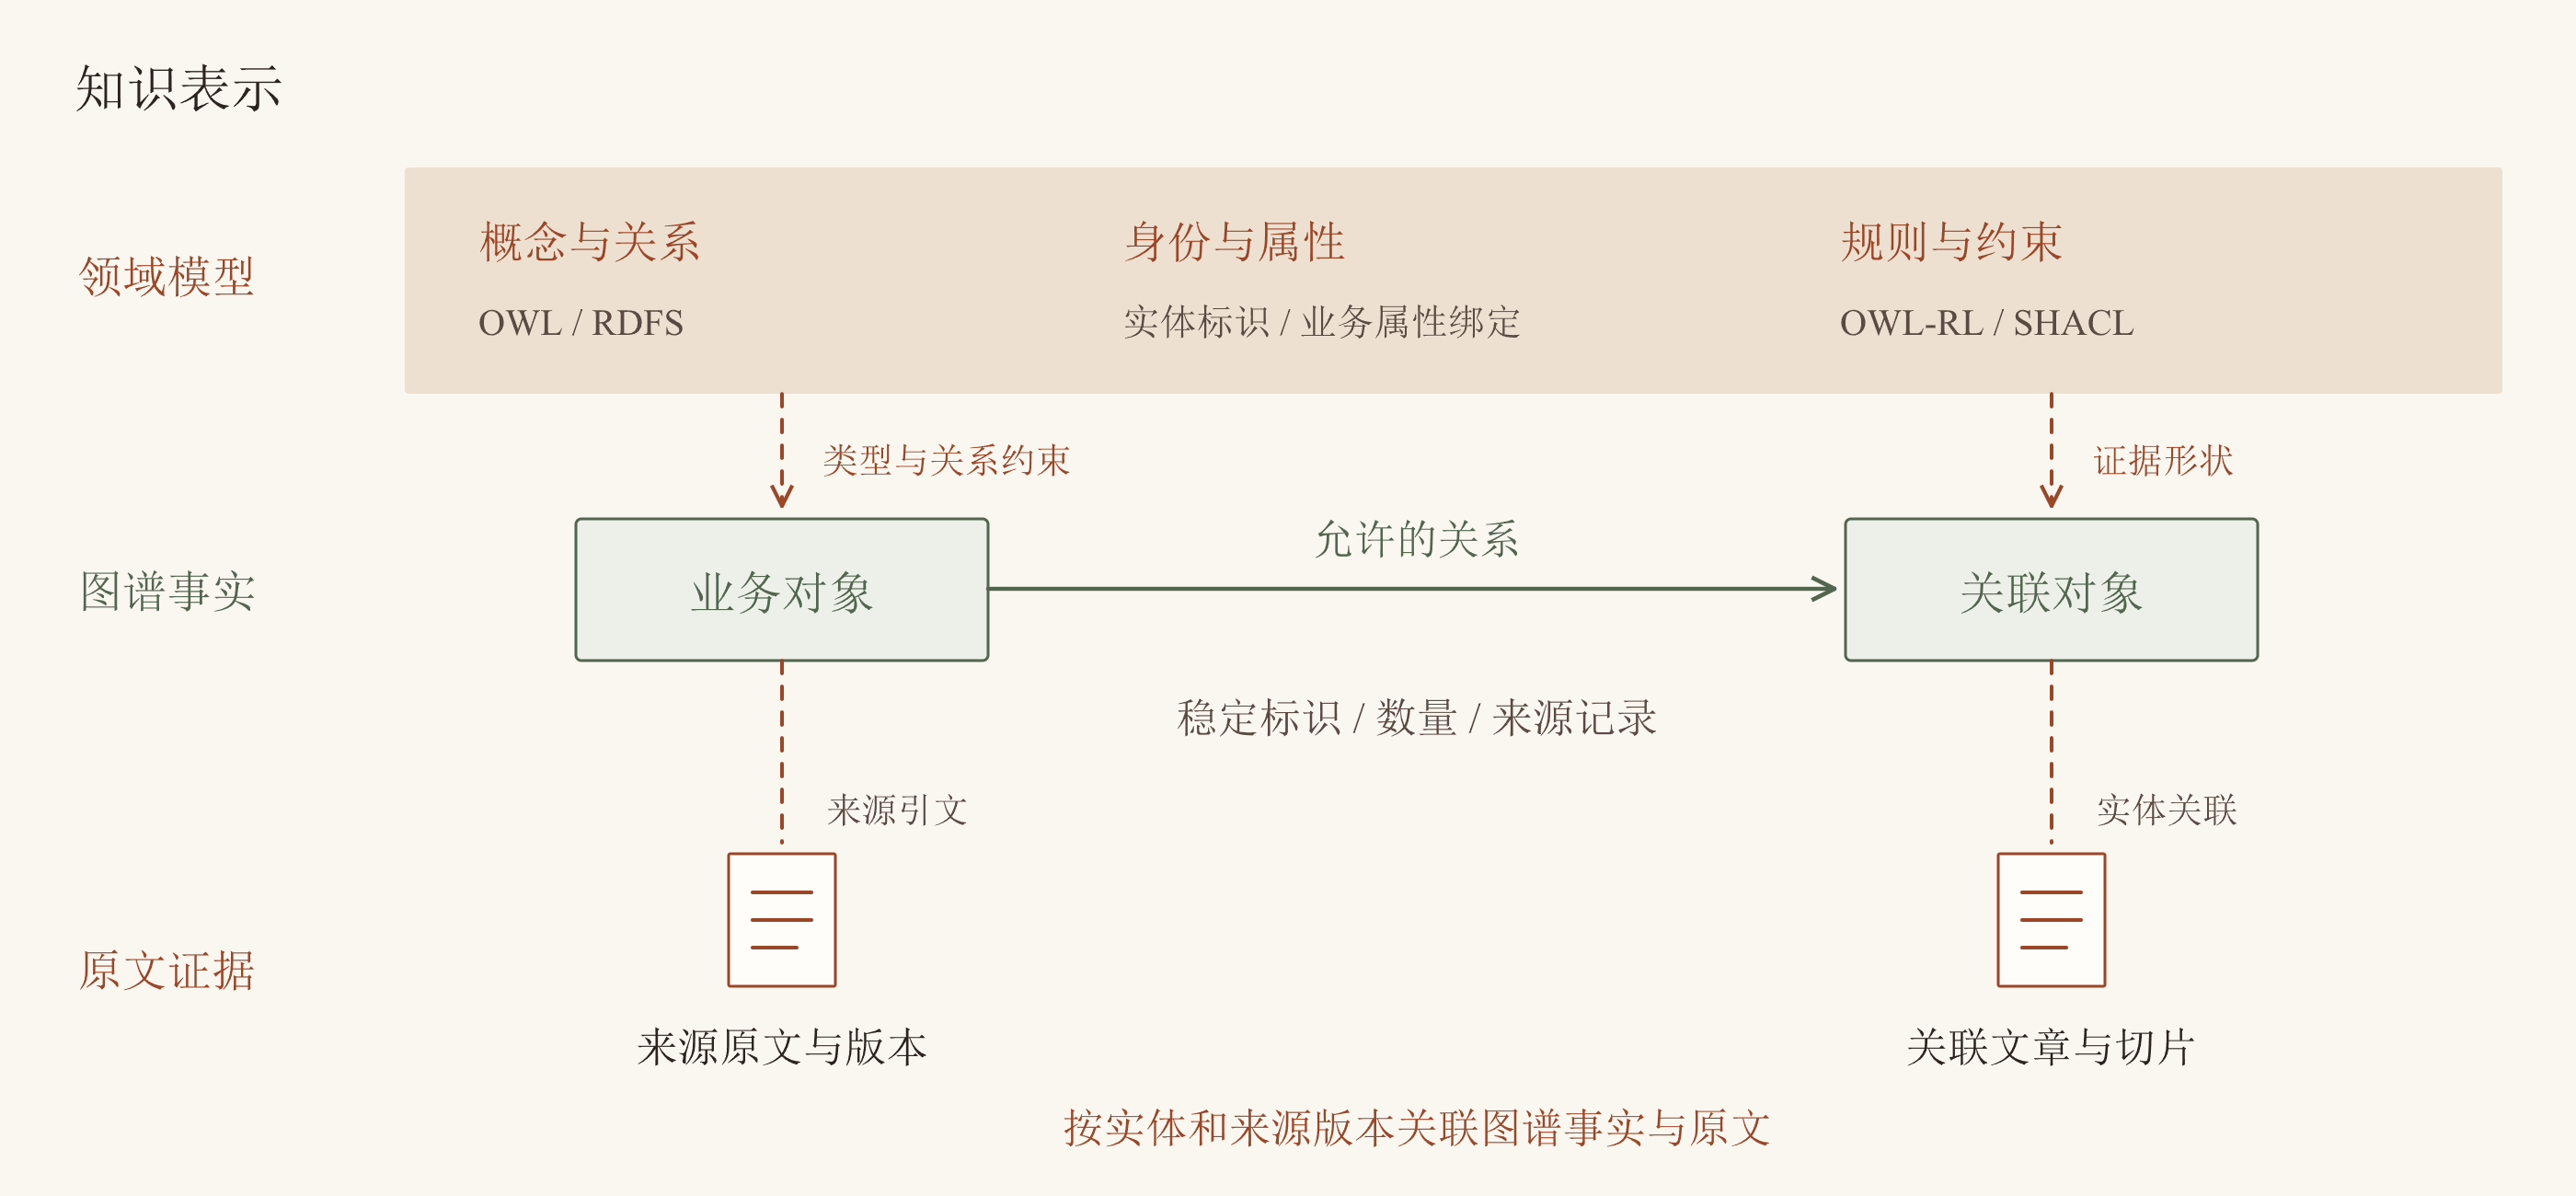 知识表示
领域模型
概念与关系
OWL / RDFS
身份与属性
实体标识 / 业务属性绑定
规则与约束
OWL-RL / SHACL
类型与关系约束
证据形状
图谱事实
业务对象
允许的关系
关联对象
稳定标识 / 数量 / 来源记录
来源引文
实体关联
原文证据
来源原文与版本
关联文章与切片
按实体和来源版本关联图谱事实与原文